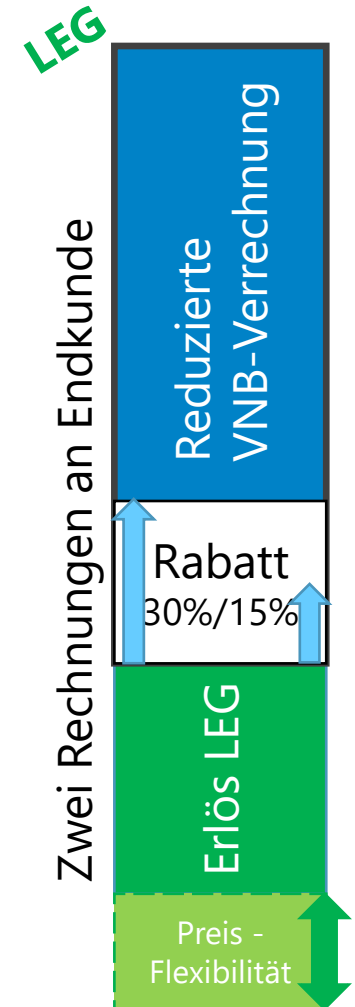 LEG
Zwei Rechnungen an Endkunde
Reduzierte
VNB-Verrechnung
Rabatt
30%/15%
Erlös LEG
Preis -
Flexibilität